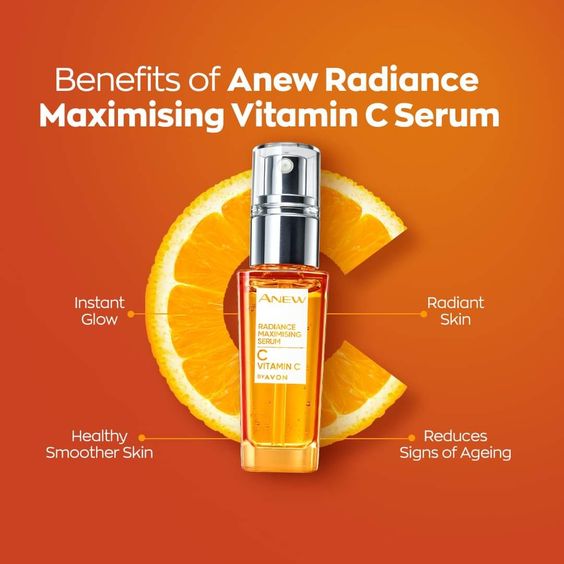 Benefits of Anew Radiance
Maximising Vitamin C Serum
Instant
Glow
Radiant
Skin
ANEW
RADIANCE
MAXIMISING
SERUM
C
VITAMIN C
BY AVON
Healthy
Smoother Skin
Reduces
Signs of Ageing